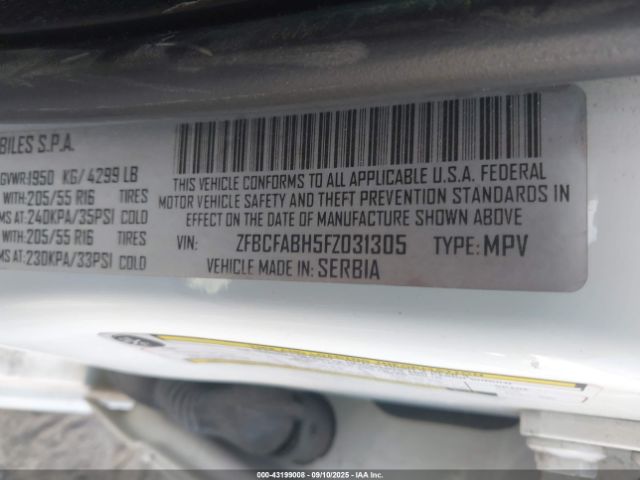 BILES S.P.A.
GVWR:1950 KG/4299 LB
WITH:205/55 R16 TIRES
MS AT:240KPA/35PSI COLD
WITH:205/55 R16 TIRES
MS AT:230KPA/33PSI COLD
THIS VEHICLE CONFORMS TO ALL APPLICABLE U.S.A. FEDERAL
MOTOR VEHICLE SAFETY AND THEFT PREVENTION STANDARDS IN
EFFECT ON THE DATE OF MANUFACTURE SHOWN ABOVE
VIN: ZFBCFABH5FZ031305 TYPE: MPV
VEHICLE MADE IN: SERBIA
000-43199008 - 09/10/2025 - IAA Inc.